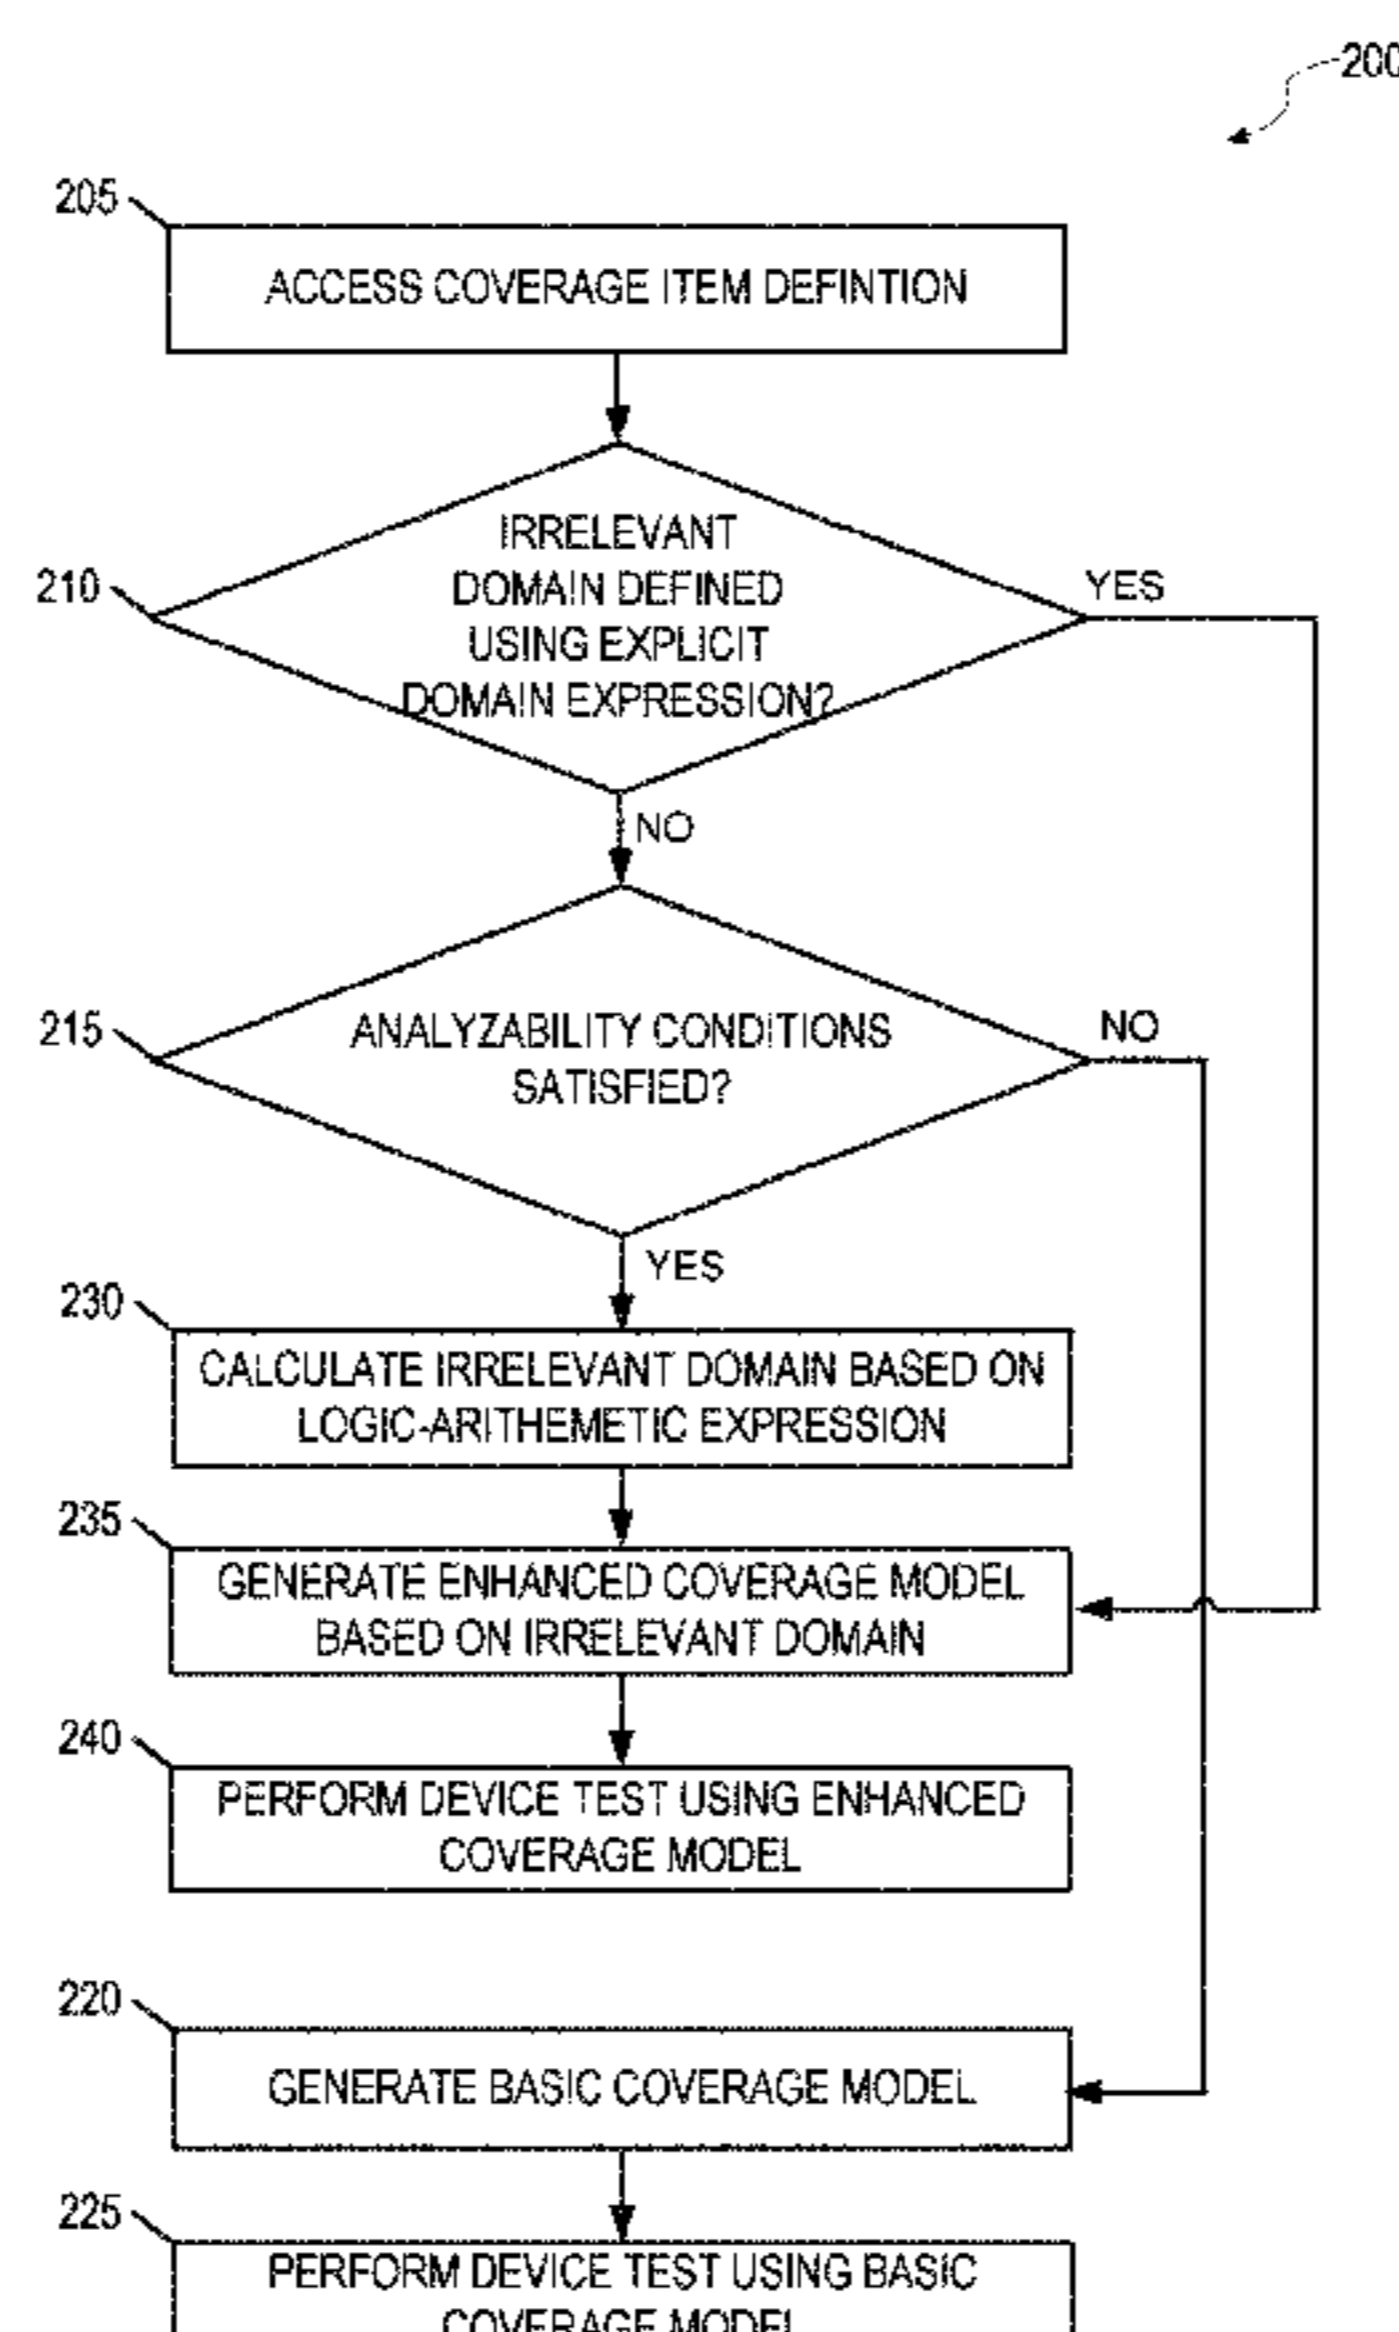 200
205
ACCESS COVERAGE ITEM DEFINTION
210
IRRELEVANT
DOMAIN DEFINED
USING EXPLICIT
DOMAIN EXPRESSION?
YES
NO
215
ANALYZABILITY CONDITIONS
SATISFIED?
NO
YES
230
CALCULATE IRRELEVANT DOMAIN BASED ON
LOGIC-ARITHEMETIC EXPRESSION
235
GENERATE ENHANCED COVERAGE MODEL
BASED ON IRRELEVANT DOMAIN
240
PERFORM DEVICE TEST USING ENHANCED
COVERAGE MODEL
220
GENERATE BASIC COVERAGE MODEL
225
PERFORM DEVICE TEST USING BASIC
COVERAGE MODEL